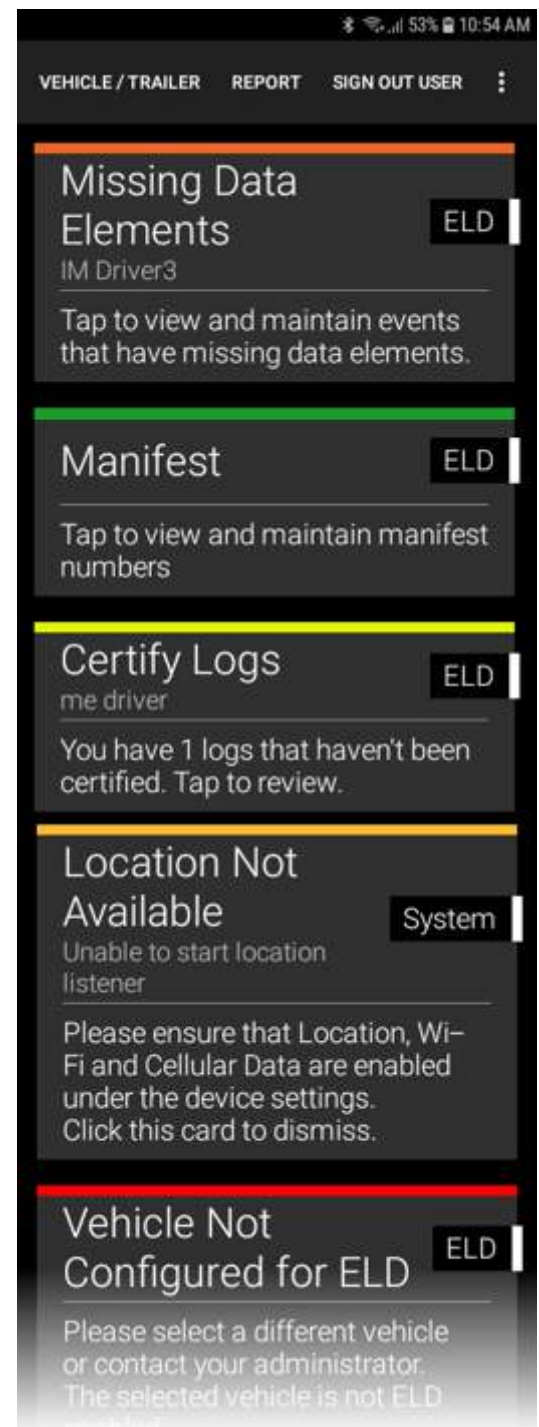 53% 10:54 AM
VEHICLE / TRAILER REPORT SIGN OUT USER
Missing Data
Elements
ELD
IM Driver3
Tap to view and maintain events
that have missing data elements.
Manifest
ELD
Tap to view and maintain manifest
numbers
Certify Logs
ELD
me driver
You have 1 logs that haven't been
certified. Tap to review.
Location Not
Available
System
Unable to start location
listener
Please ensure that Location, Wi–
Fi and Cellular Data are enabled
under the device settings.
Click this card to dismiss.
Vehicle Not
Configured for ELD
ELD
Please select a different vehicle
or contact your administrator.
The selected vehicle is not ELD